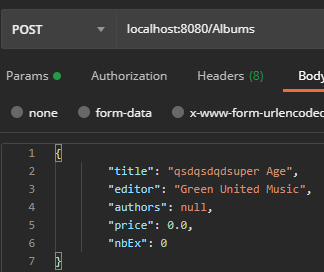 POST localhost:8080/Albums
Params Authorization Headers (8) Body
none form-data x-www-form-urlencoded
1 {
2 "title": "qsdqsdqdsuper Age",
3 "editor": "Green United Music",
4 "authors": null,
5 "price": 0.0,
6 "nbEx": 0
7 }